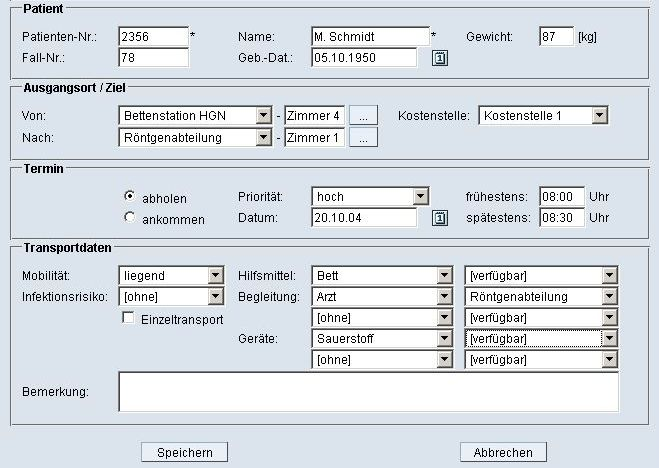 Patient
Patienten-Nr.: 2356 * Name: M. Schmidt * Gewicht: 87 [kg]
Fall-Nr.: 78 Geb.-Dat.: 05.10.1950 1
Ausgangsort / Ziel
Von: Bettenstation HGN - Zimmer 4 ... Kostenstelle: Kostenstelle 1
Nach: Röntgenabteilung - Zimmer 1 ...
Termin
abholen Priorität: hoch frühestens: 08:00 Uhr
ankommen Datum: 20.10.04 1 spätestens: 08:30 Uhr
Transportdaten
Mobilität: liegend Hilfsmittel: Bett [verfügbar]
Infektionsrisiko: [ohne] Begleitung: Arzt Röntgenabteilung
Einzeltransport [ohne] [verfügbar]
Geräte: Sauerstoff [verfügbar]
[ohne] [verfügbar]
Bemerkung:
Speichern Abbrechen